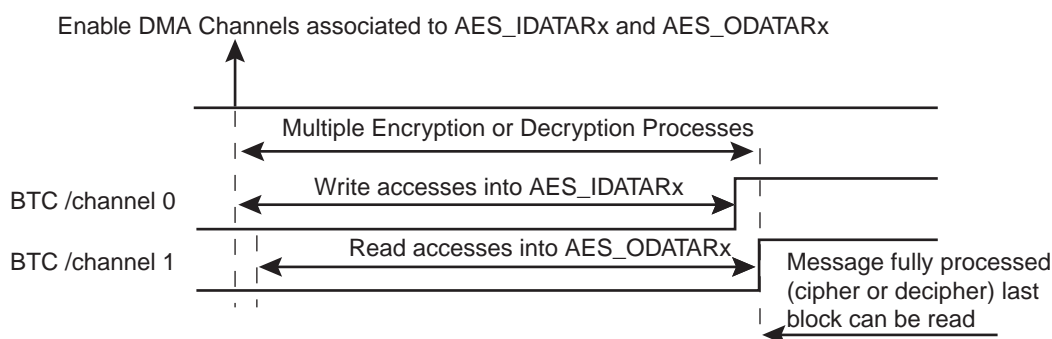 Enable DMA Channels associated to AES_IDATARx and AES_ODATARx
Multiple Encryption or Decryption Processes
Write accesses into AES_IDATARx
BTC /channel 0
Read accesses into AES_ODATARx
BTC /channel 1
Message fully processed
(cipher or decipher) last
block can be read